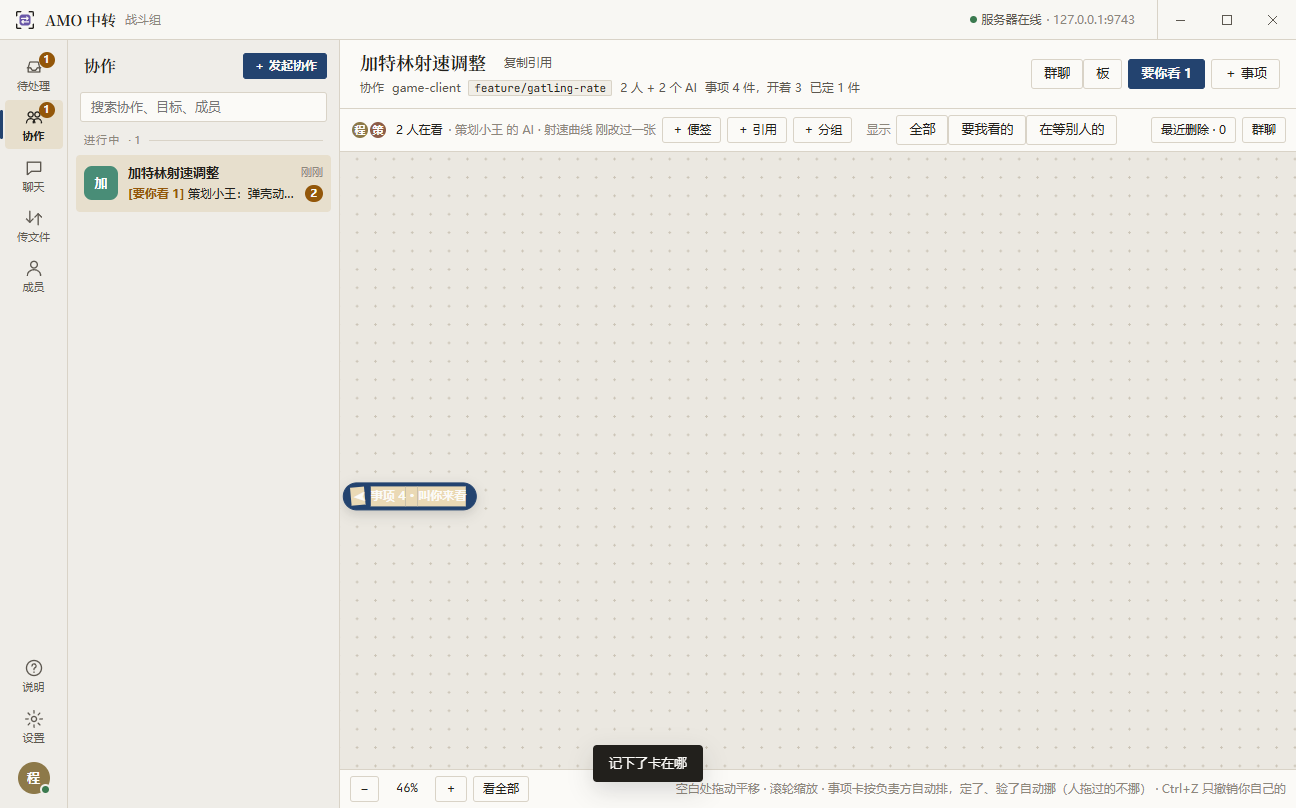 AMO 中转 战斗组
服务器在线 · 127.0.0.1:9743
1
待处理
1
协作
聊天
传文件
成员
说明
设置
程
协作
+ 发起协作
搜索协作、目标、成员
进行中 · 1
加
加特林射速调整 刚刚
[要你看 1] 策划小王：弹壳动... 2
加特林射速调整 复制引用
协作 game-client feature/gatling-rate 2 人 + 2 个 AI 事项 4 件，开着 3 已定 1 件
群聊 板 要你看 1 + 事项
程 策 2 人在看 · 策划小王 的 AI · 射速曲线 刚改过一张 + 便签 + 引用 + 分组 显示 全部 要我看的 在等别人的 最近删除 · 0 群聊
◀ 事项 4 · 叫你来看
记下了卡在哪
− 46% + 看全部
空白处拖动平移 · 滚轮缩放 · 事项卡按负责方自动排，定了、验了自动挪（人拖过的不挪） · Ctrl+Z 只撤销你自己的